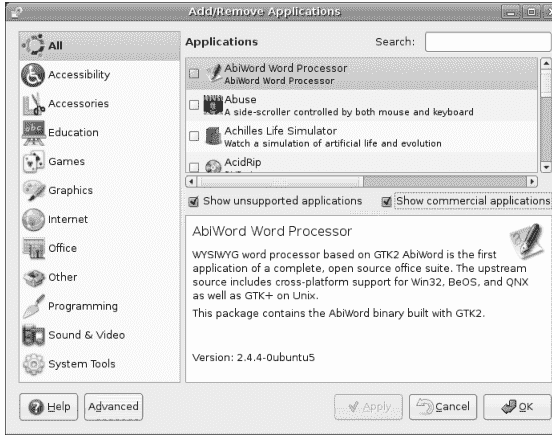 Add/Remove Applications
All
Accessibility
Accessories
Education
Games
Graphics
Internet
Office
Other
Programming
Sound & Video
System Tools
Applications
Search:
AbiWord Word Processor
AbiWord Word Processor
Abuse
A side-scroller controlled by both mouse and keyboard
Achilles Life Simulator
Watch a simulation of artificial life and evolution
AcidRip
Show unsupported applications
Show commercial applications
AbiWord Word Processor
WYSIWYG word processor based on GTK2 AbiWord is the first
application of a complete, open source office suite. The upstream
source includes cross-platform support for Win32, BeOS, and QNX
as well as GTK+ on Unix.
This package contains the AbiWord binary built with GTK2.
Version: 2.4.4-0ubuntu5
Help
Advanced
Apply
Cancel
OK